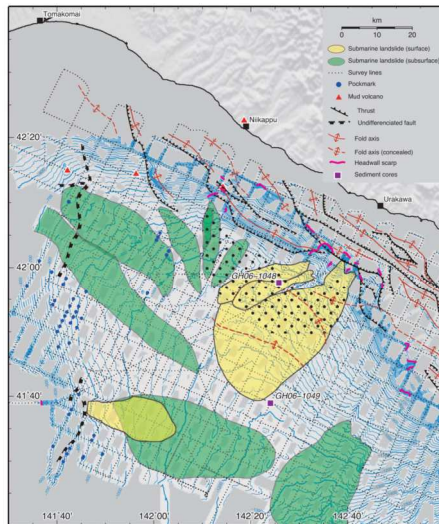 Tomakomai
km
0 10 20
Submarine landslide (surface)
Submarine landslide (subsurface)
Survey lines
Pockmark
Mud volcano
Thrust
Undifferenciated fault
Fold axis
Fold axis (concealed)
Headwall scarp
Sediment cores
Niikappu
42°20'
Urakawa
42°00'
GH06-1048
41°40'
GH06-1049
141°40' 142°00' 142°20' 142°40'